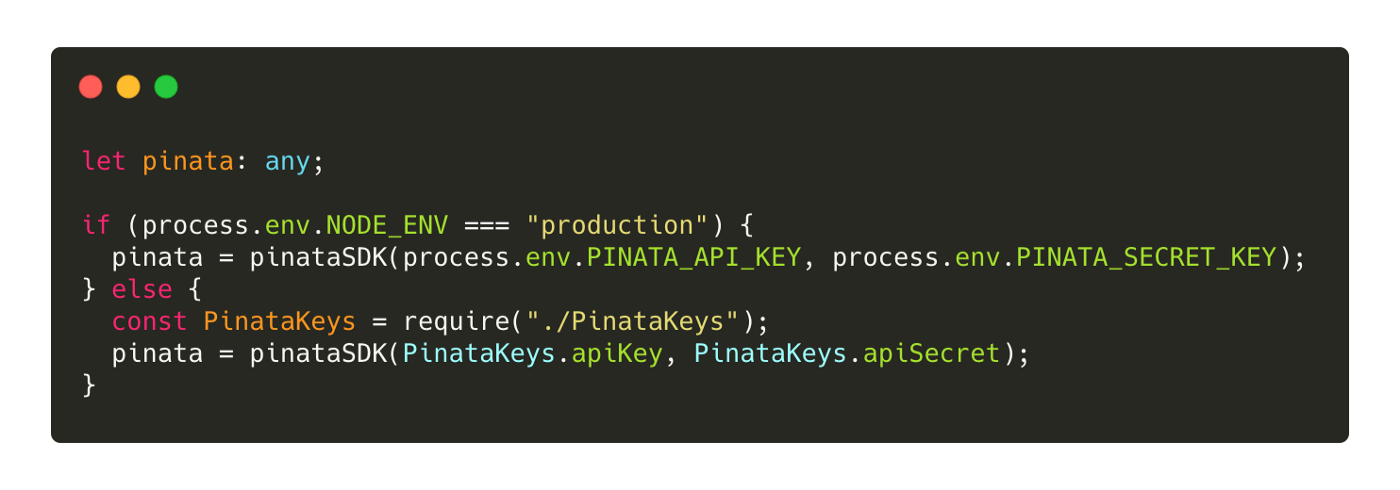 let pinata: any;

if (process.env.NODE_ENV === "production") {
  pinata = pinataSDK(process.env.PINATA_API_KEY, process.env.PINATA_SECRET_KEY);
} else {
  const PinataKeys = require("./PinataKeys");
  pinata = pinataSDK(PinataKeys.apiKey, PinataKeys.apiSecret);
}